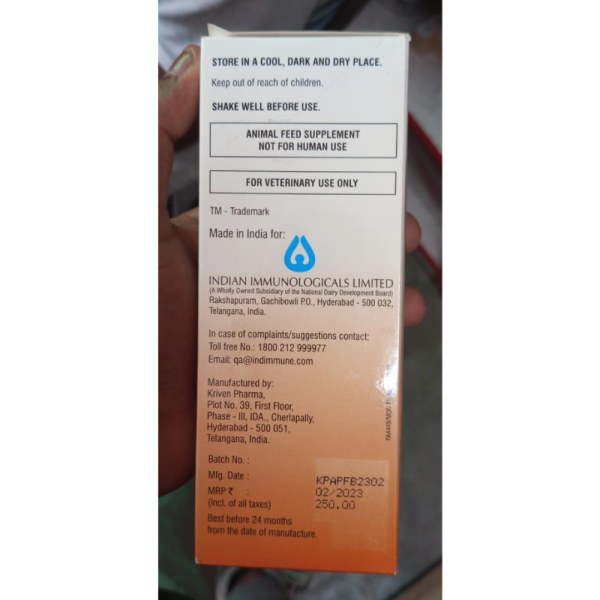 STORE IN A COOL, DARK AND DRY PLACE.
Keep out of reach of children.
SHAKE WELL BEFORE USE.
ANIMAL FEED SUPPLEMENT
NOT FOR HUMAN USE
FOR VETERINARY USE ONLY
TM - Trademark
Made in India for:
INDIAN IMMUNOLOGICALS LIMITED
(A Wholly Owned Subsidiary of the National Dairy Development Board)
Rakshapuram, Gachibowli P.O., Hyderabad - 500 032,
Telangana, India.
In case of complaints/suggestions contact:
Toll free No.: 1800 212 999977
Email: qa@indimmune.com
Manufactured by:
Kriven Pharma,
Plot No. 39, First Floor,
Phase - III, IDA., Cherlapally,
Hyderabad - 500 051,
Telangana, India.
Batch No. : KPAPFB2302
Mfg. Date : 02/2023
MRP ₹ : 250.00
(Incl. of all taxes)
Best before 24 months
from the date of manufacture.